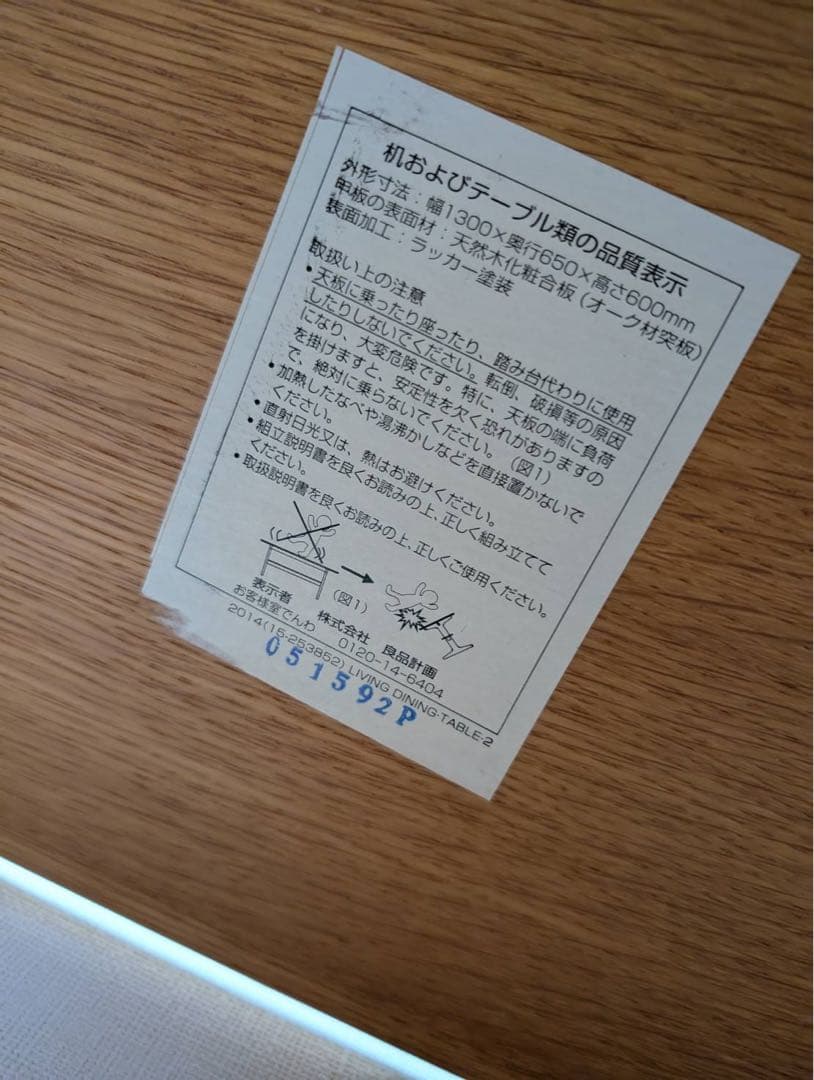 机およびテーブル類の品質表示
外形寸法：幅1300×奥行650×高さ600mm
甲板の表面材：天然木化粧合板（オーク材突板）
表面加工：ラッカー塗装
取扱い上の注意
・天板に乗ったり座ったり、踏み台代わりに使用
したりしないでください。転倒、破損等の原因
になり、大変危険です。特に、天板の端に負荷
を掛けますと、安定性を欠く恐れがありますの
で、絶対に乗らないでください。（図1）
・加熱したなべや湯沸かしなどを直接置かないで
ください。
・直射日光又は、熱はお避けください。
・組立説明書を良くお読みの上、正しく組み立てて
ください。
・取扱説明書を良くお読みの上、正しくご使用ください。
（図1）
表示者　株式会社　良品計画
お客様室でんわ　0120-14-6404
2014(15-253852) LIVING DINING-TABLE-2
051592P